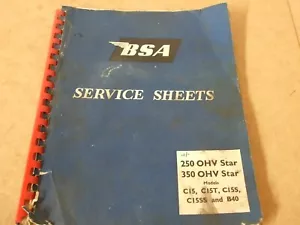 BSA
SERVICE SHEETS
250 OHV Star
350 OHV Star
Models
C15, C15T, C15S,
C15SS and B40